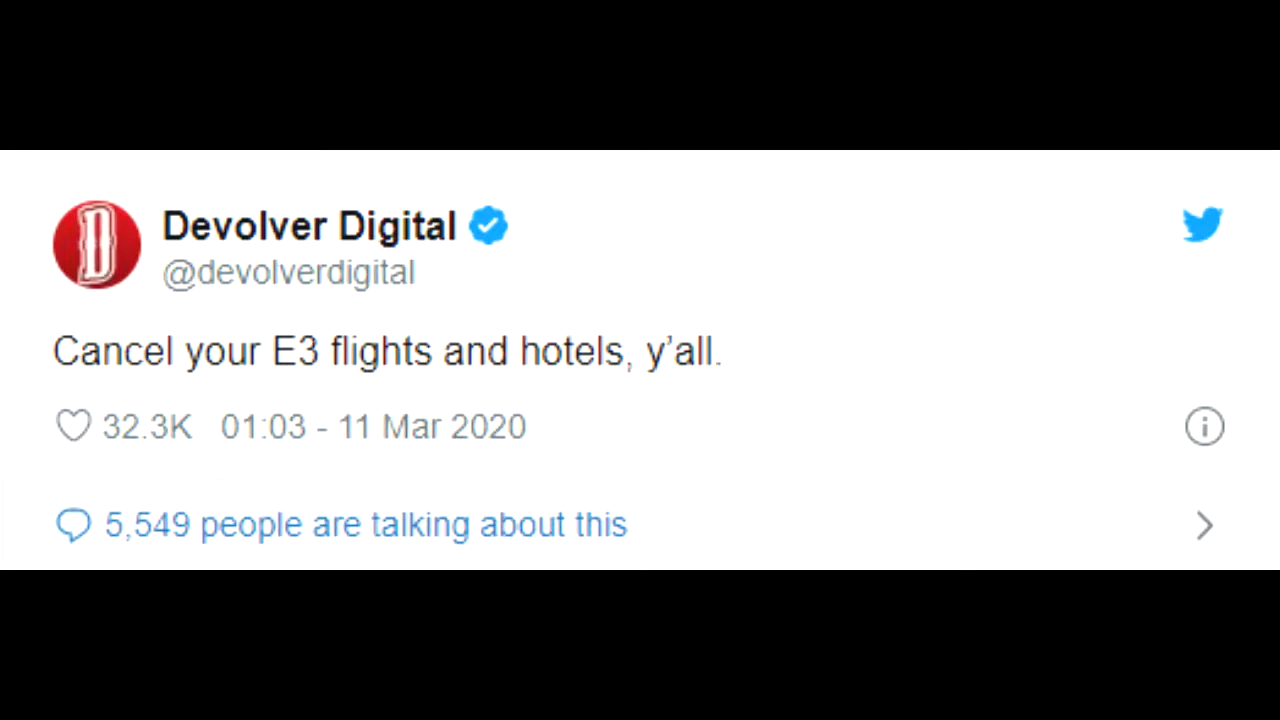 D
Devolver Digital
@devolverdigital
Cancel your E3 flights and hotels, y’all.
32.3K 01:03 - 11 Mar 2020
5,549 people are talking about this